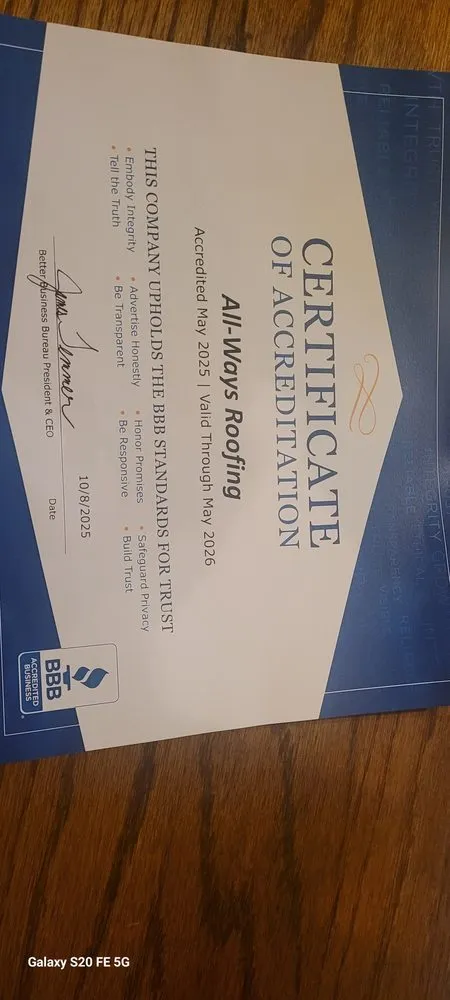 CERTIFICATE
OF ACCREDITATION
All-Ways Roofing
Accredited May 2025 | Valid Through May 2026
THIS COMPANY UPHOLDS THE BBB STANDARDS FOR TRUST
• Embody Integrity • Advertise Honestly • Honor Promises • Safeguard Privacy
• Tell the Truth • Be Transparent • Be Responsive • Build Trust
10/8/2025
Better Business Bureau President & CEO
Date
BBB
ACCREDITED
BUSINESS
Galaxy S20 FE 5G